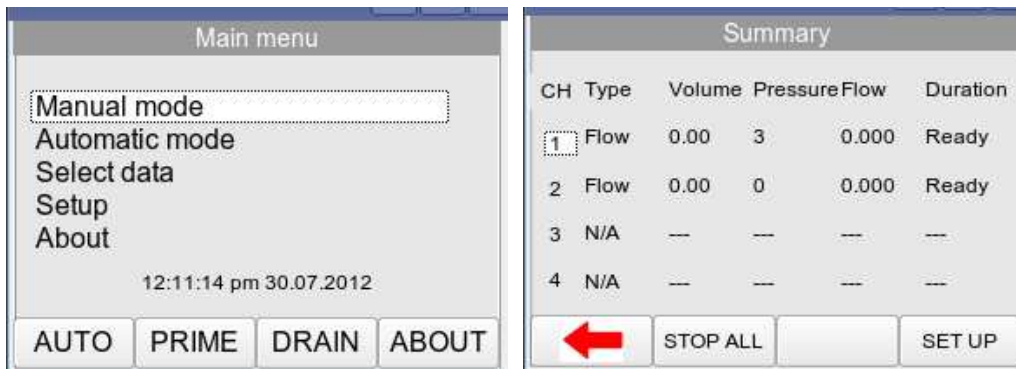 Main menu
Manual mode
Automatic mode
Select data
Setup
About
12:11:14 pm 30.07.2012
AUTO PRIME DRAIN ABOUT
Summary
CH Type Volume Pressure Flow Duration
1 Flow 0.00 3 0.000 Ready
2 Flow 0.00 0 0.000 Ready
3 N/A --- --- --- ---
4 N/A --- --- --- ---
STOP ALL SET UP